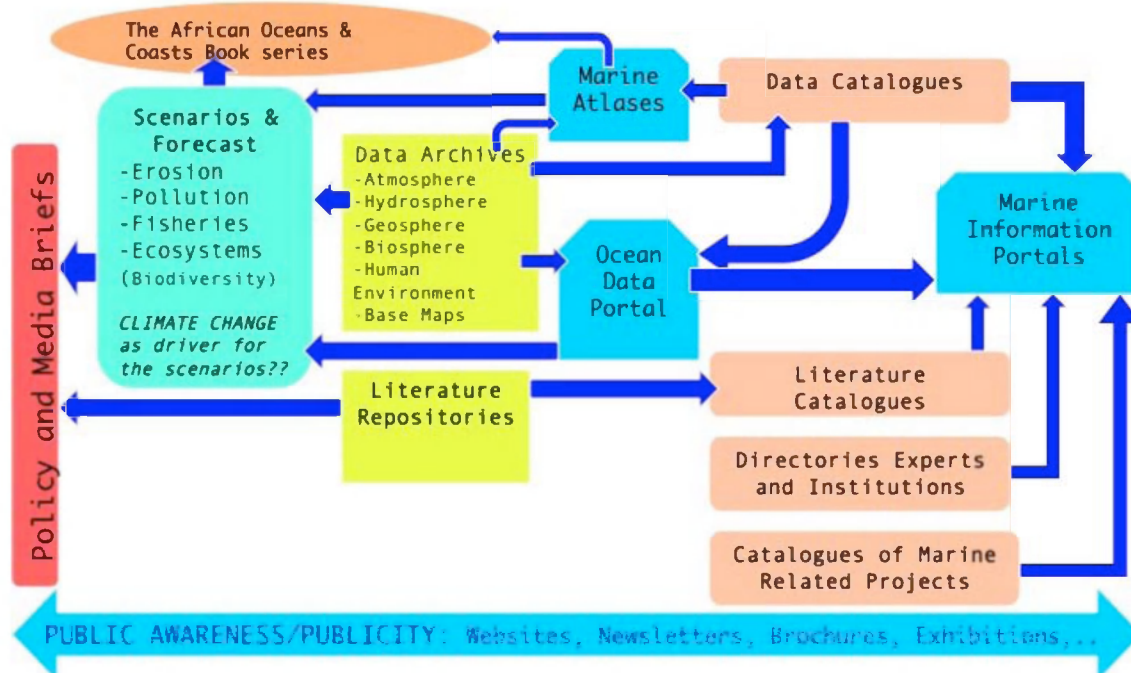 The African Oceans &
Coasts Book series
Marine
Atlases
Data Catalogues
Scenarios &
Forecast
-Erosion
-Pollution
-Fisheries
-Ecosystems
(Biodiversity)
CLIMATE CHANGE
as driver for
the scenarios??
Data Archives
-Atmosphere
-Hydrosphere
-Geosphere
-Biosphere
-Human
Environment
-Base Maps
Ocean
Data
Portal
Marine
Information
Portals
Policy and Media Briefs
Literature
Repositories
Literature
Catalogues
Directories Experts
and Institutions
Catalogues of Marine
Related Projects
PUBLIC AWARENESS/PUBLICITY: Websites, Newsletters, Brochures, Exhibitions,..